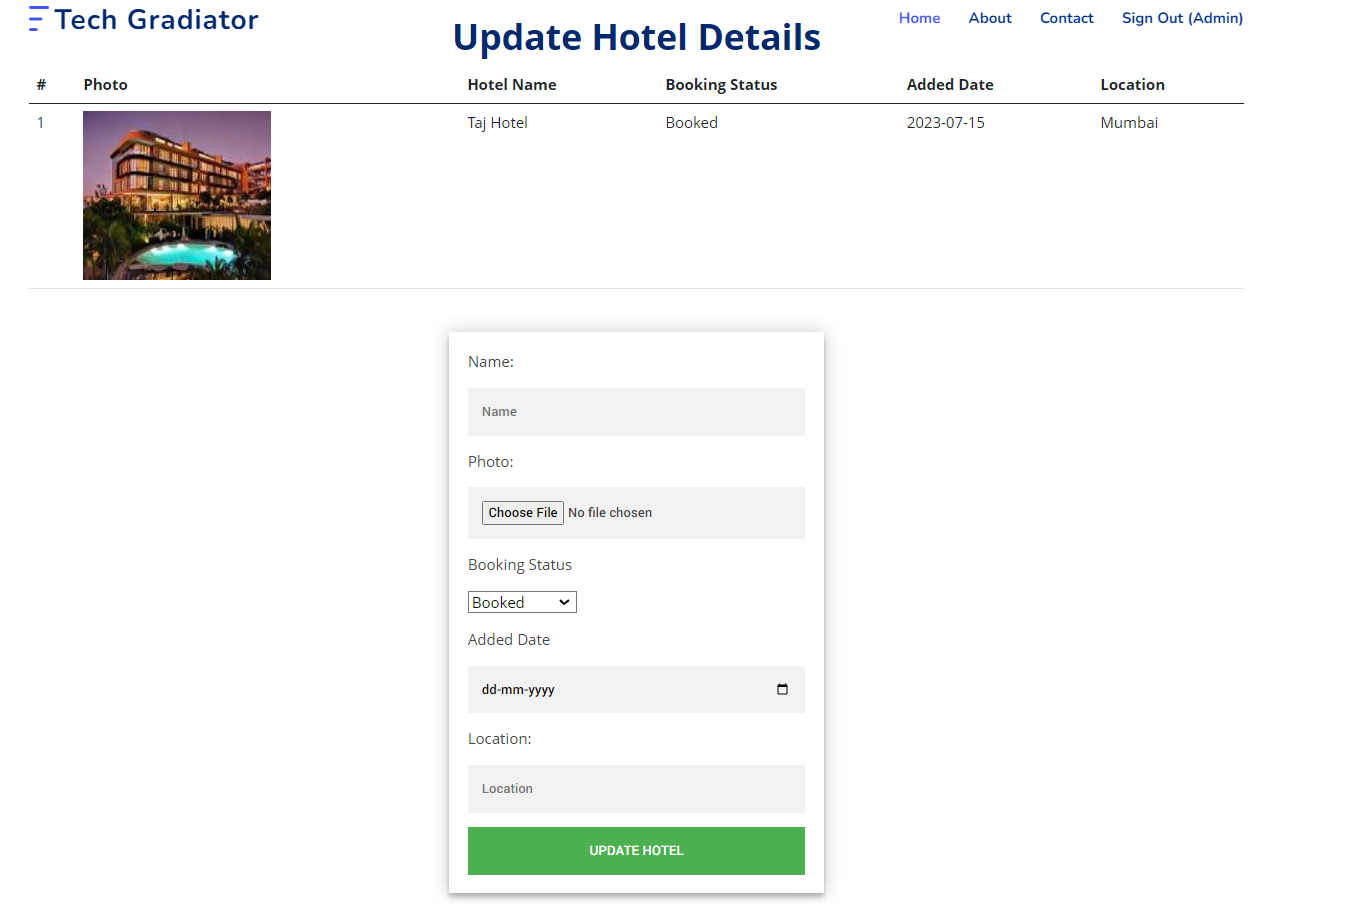 Tech Gradiator
Home About Contact Sign Out (Admin)
Update Hotel Details
# Photo Hotel Name Booking Status Added Date Location
1 Taj Hotel Booked 2023-07-15 Mumbai
Name:
Name
Photo:
Choose File No file chosen
Booking Status
Booked
Added Date
dd-mm-yyyy
Location:
Location
UPDATE HOTEL